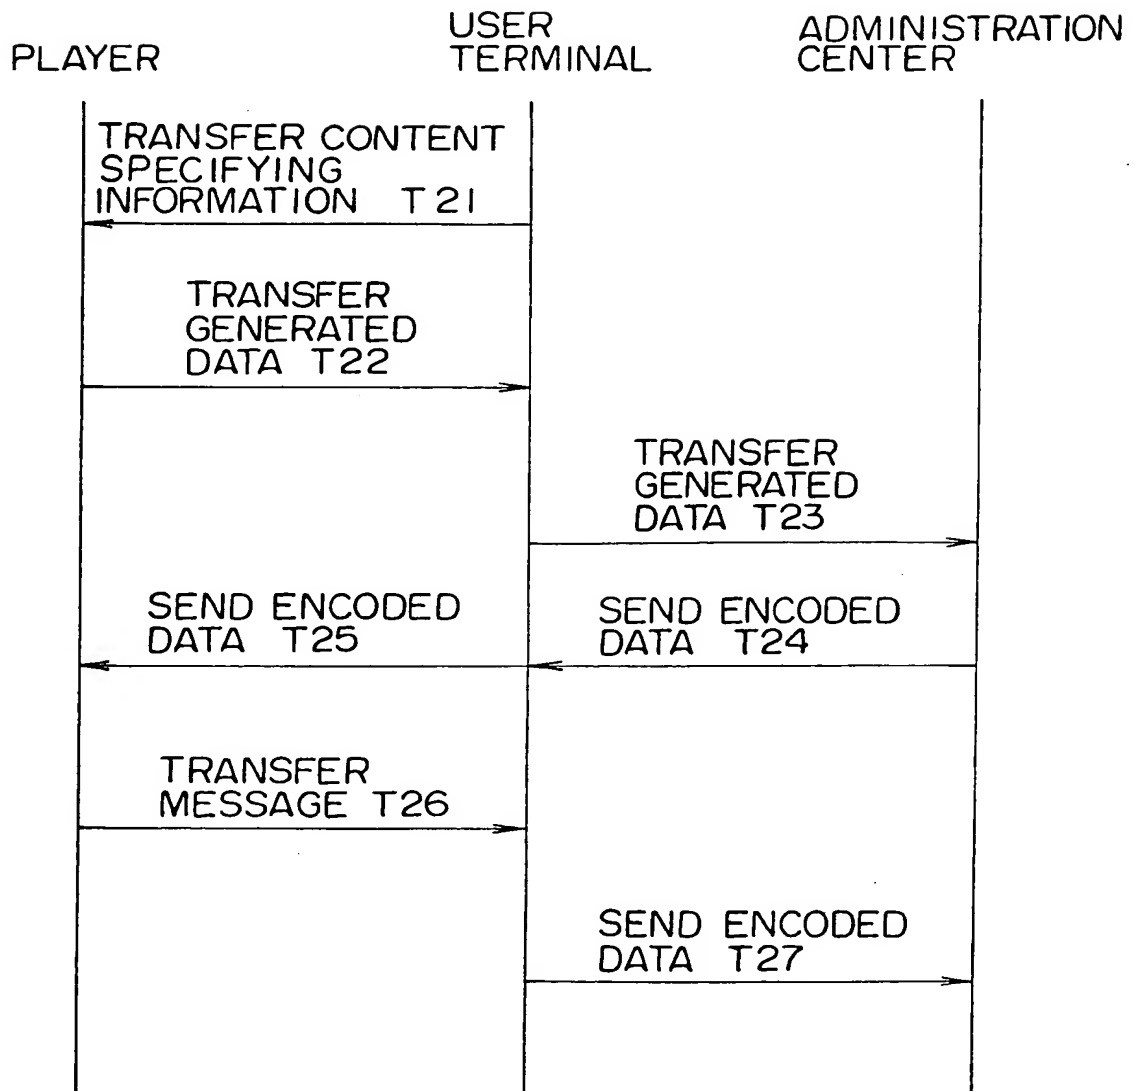 PLAYER
USER
TERMINAL
ADMINISTRATION
CENTER
TRANSFER CONTENT
SPECIFYING
INFORMATION T21
TRANSFER
GENERATED
DATA T22
TRANSFER
GENERATED
DATA T23
SEND ENCODED
DATA T25
SEND ENCODED
DATA T24
TRANSFER
MESSAGE T26
SEND ENCODED
DATA T27